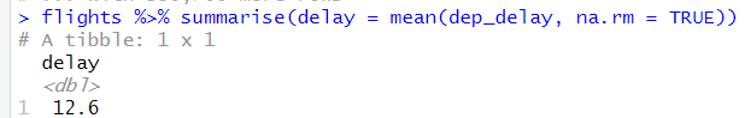 > flights %>% summarise(delay = mean(dep_delay, na.rm = TRUE))
# A tibble: 1 x 1
delay
<dbl>
1 12.6